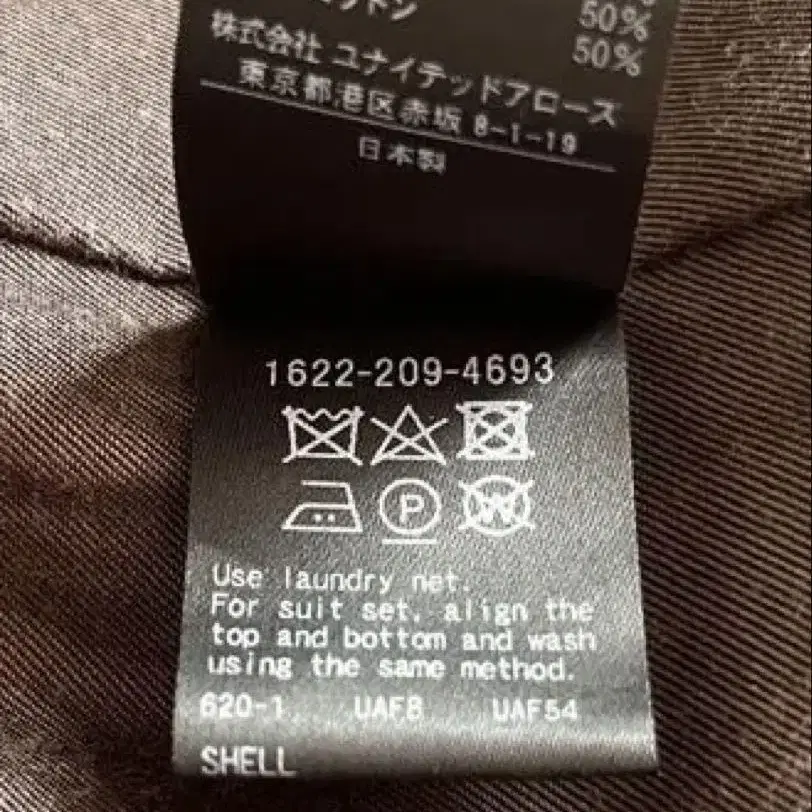 50%
50%
株式会社 ユナイテッドアローズ
東京都港区赤坂 8-1-19
日本製
1622-209-4693
P
W
Use laundry net.
For suit set, align the
top and bottom and wash
using the same method.
620-1 UAF8 UAF54
SHELL